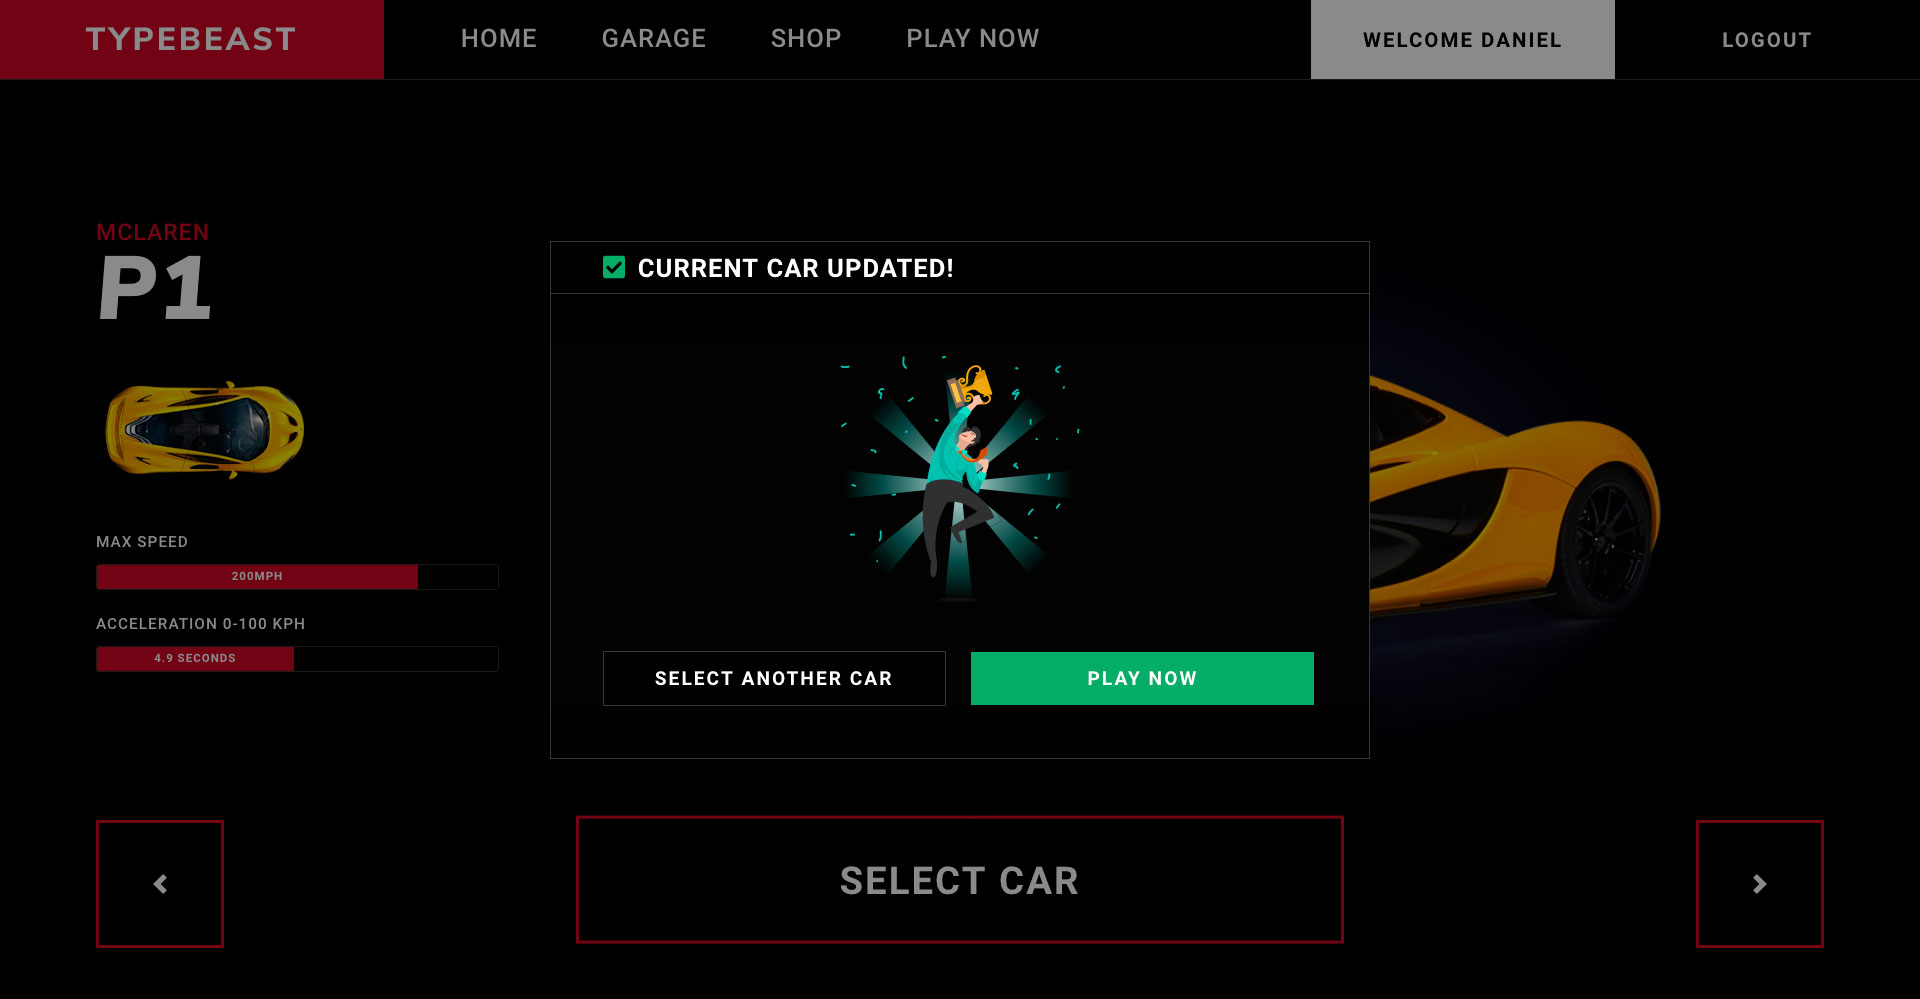 TYPEBEAST
HOME
GARAGE
SHOP
PLAY NOW
WELCOME DANIEL
LOGOUT
MCLAREN
P1
MAX SPEED
200MPH
ACCELERATION 0-100 KPH
4.9 SECONDS
CURRENT CAR UPDATED!
SELECT ANOTHER CAR
PLAY NOW
SELECT CAR